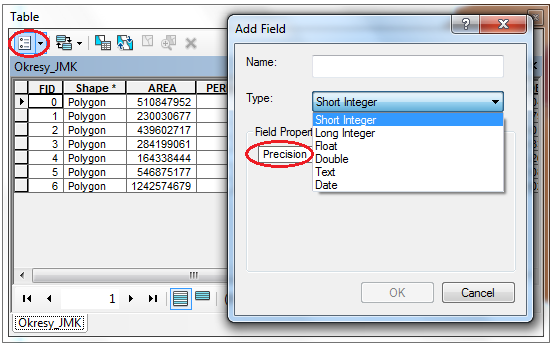 Table
Okresy_JMK
FID Shape * AREA PER
0 Polygon 510847952
1 Polygon 230030677
2 Polygon 439602717
3 Polygon 284199061
4 Polygon 164338444
5 Polygon 546875177
6 Polygon 1242574679
1
Okresy_JMK
Add Field
Name:
Type:
Short Integer
Short Integer
Long Integer
Float
Double
Text
Date
Field Propert
Precision
OK
Cancel